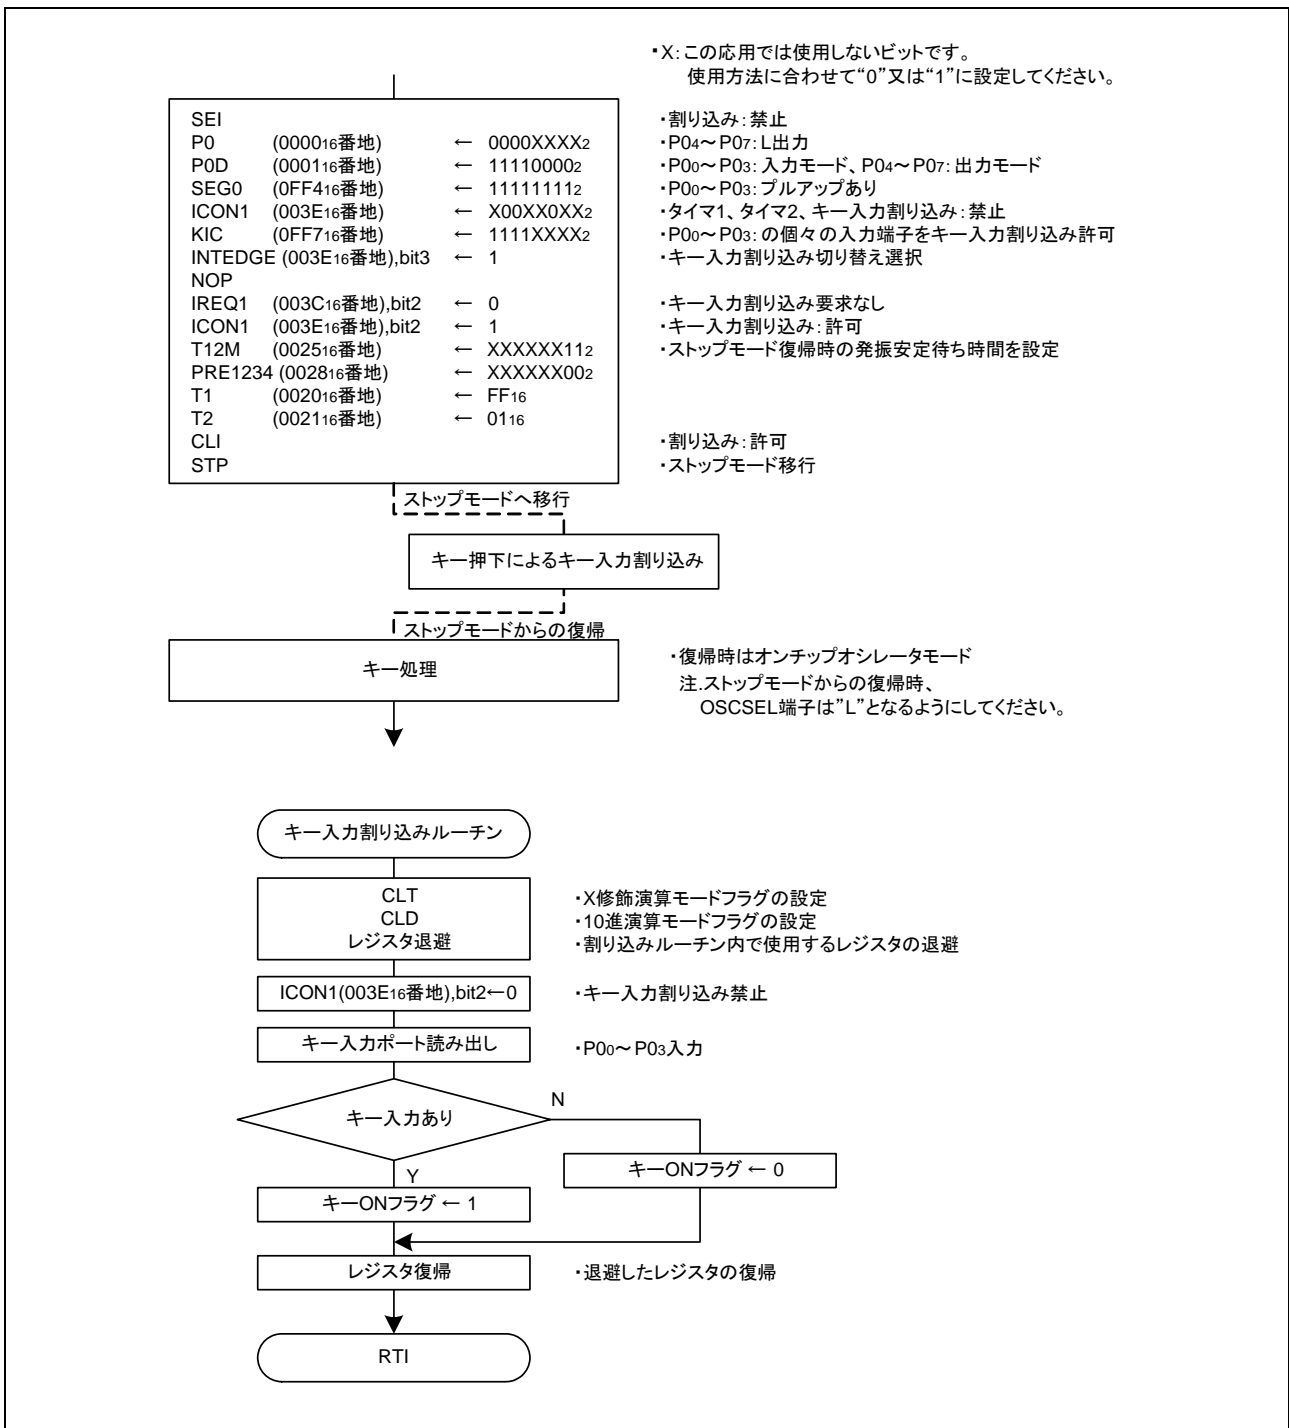 ・X：この応用では使用しないビットです。
使用方法に合わせて“0”又は“1”に設定してください。
SEI ・割り込み：禁止
P0 (000016番地) ← 0000XXXX2 ・P04～P07：L出力
P0D (000116番地) ← 111100002 ・P00～P03：入力モード、P04～P07：出力モード
SEG0 (0FF416番地) ← 111111112 ・P00～P03：プルアップあり
ICON1 (003E16番地) ← X00XX0XX2 ・タイマ1、タイマ2、キー入力割り込み：禁止
KIC (0FF716番地) ← 1111XXXX2 ・P00～P03：の個々の入力端子をキー入力割り込み許可
INTEDGE (003E16番地),bit3 ← 1 ・キー入力割り込み切り替え選択
NOP
IREQ1 (003C16番地),bit2 ← 0 ・キー入力割り込み要求なし
ICON1 (003E16番地),bit2 ← 1 ・キー入力割り込み：許可
T12M (002516番地) ← XXXXXX112 ・ストップモード復帰時の発振安定待ち時間を設定
PRE1234 (002816番地) ← XXXXXX002
T1 (002016番地) ← FF16
T2 (002116番地) ← 0116
CLI ・割り込み：許可
STP ・ストップモード移行
ストップモードへ移行
キー押下によるキー入力割り込み
ストップモードからの復帰
キー処理 ・復帰時はオンチップオシレータモード
注.ストップモードからの復帰時、
OSCSEL端子は”L”となるようにしてください。
キー入力割り込みルーチン
CLT ・X修飾演算モードフラグの設定
CLD ・10進演算モードフラグの設定
レジスタ退避 ・割り込みルーチン内で使用するレジスタの退避
ICON1(003E16番地),bit2←0 ・キー入力割り込み禁止
キー入力ポート読み出し ・P00～P03入力
キー入力あり N
キーONフラグ ← 0
Y
キーONフラグ ← 1
レジスタ復帰 ・退避したレジスタの復帰
RTI